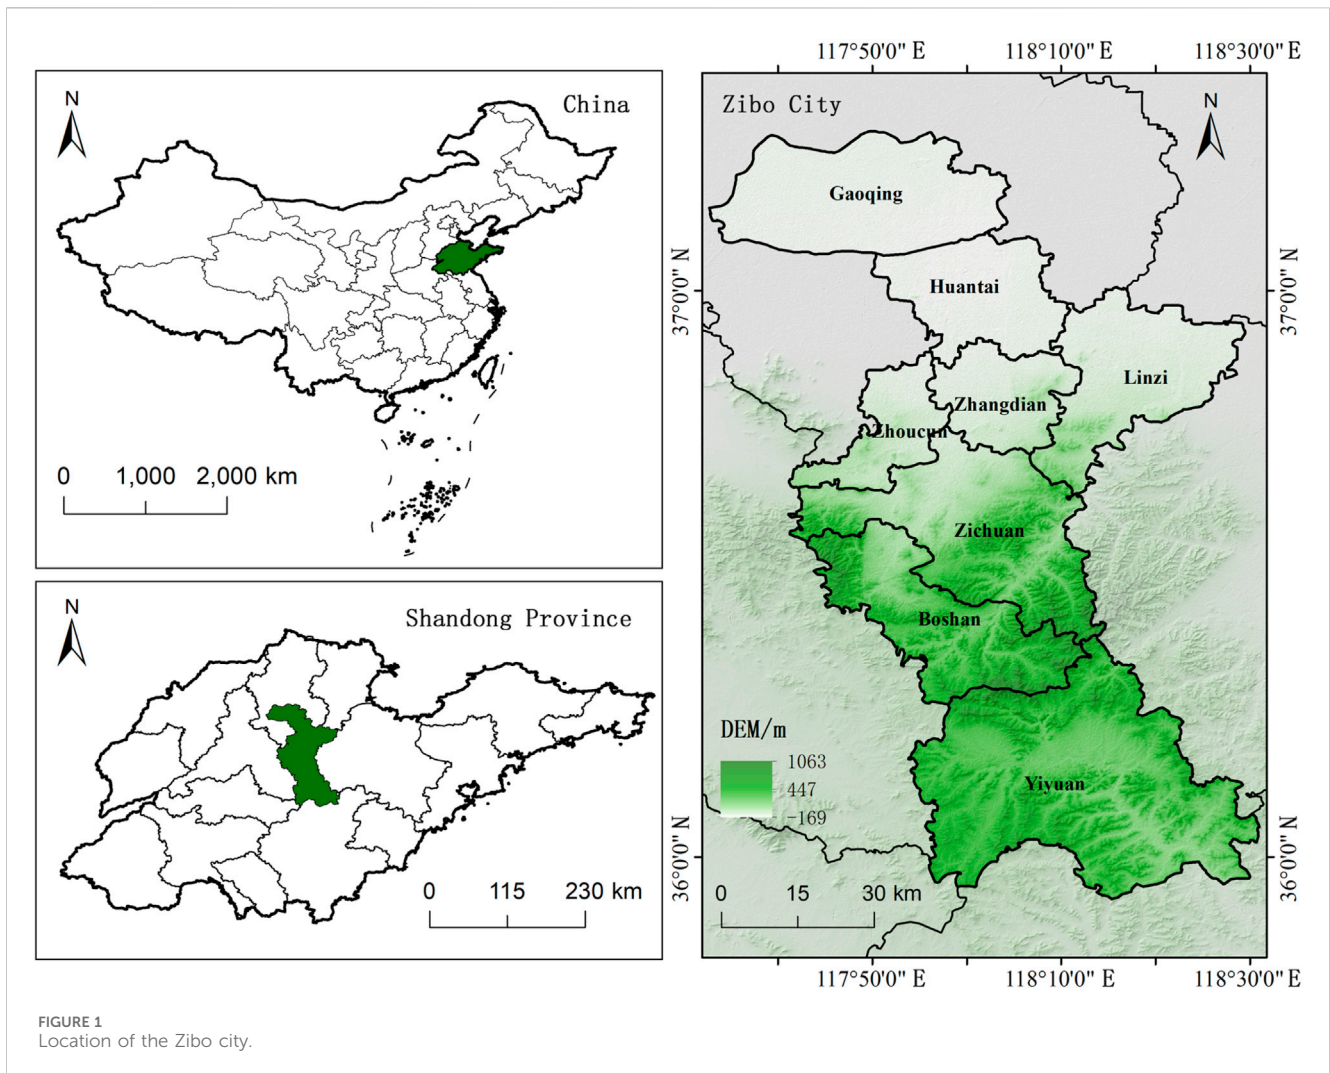 N
China
0 1,000 2,000 km
N
Shandong Province
0 115 230 km
117°50'0" E 118°10'0" E 118°30'0" E
Zibo City
N
Gaoqing
37°0'0" N
Huantai
37°0'0" N
Linzi
Zhangdian
Zhoucun
Zichuan
Boshan
DEM/m
1063
447
-169
Yiyuan
36°0'0" N
36°0'0" N
0 15 30 km
117°50'0" E 118°10'0" E 118°30'0" E
FIGURE 1
Location of the Zibo city.